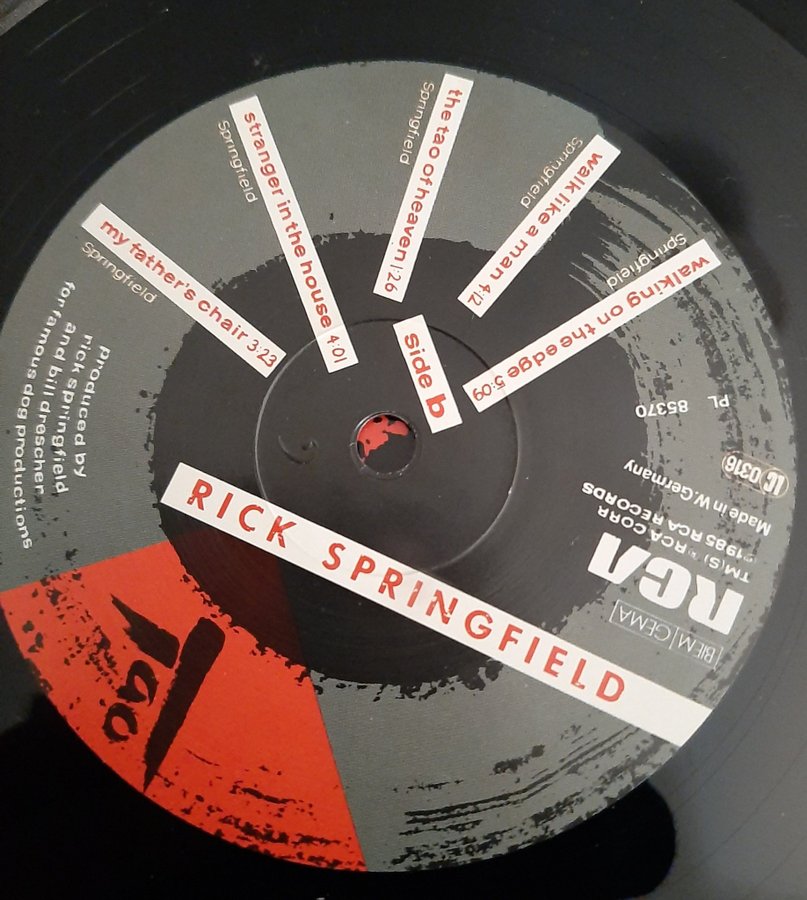 RICK SPRINGFIELD
Tao
Side b
walking on the edge 5:09
Springfield
walk like a man 4:12
Springfield
the tao of heaven 1:26
Springfield
stranger in the house 4:01
Springfield
my father's chair 3:23
Springfield
produced by
rick springfield
and bill drescher
for famous dog productions
PL 85370
LC 0316
Made in W. Germany
℗ 1985 RCA RECORDS
TM(S) ® RCA CORP
RCA
BIEM/GEMA